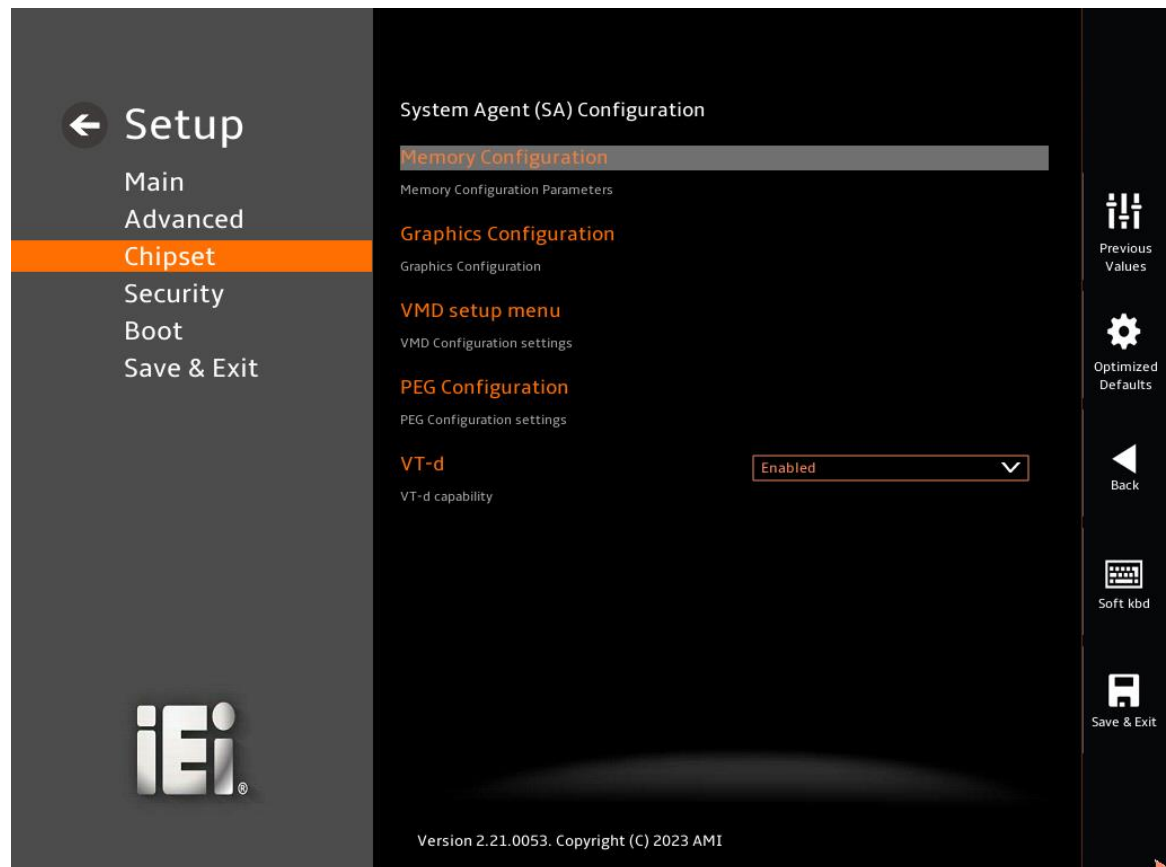 Setup
Main
Advanced
Chipset
Security
Boot
Save & Exit
iEi®
System Agent (SA) Configuration
Memory Configuration
Memory Configuration Parameters
Graphics Configuration
Graphics Configuration
VMD setup menu
VMD Configuration settings
PEG Configuration
PEG Configuration settings
VT-d
Enabled
VT-d capability
Version 2.21.0053. Copyright (C) 2023 AMI
Previous
Values
Optimized
Defaults
Back
Soft kbd
Save & Exit